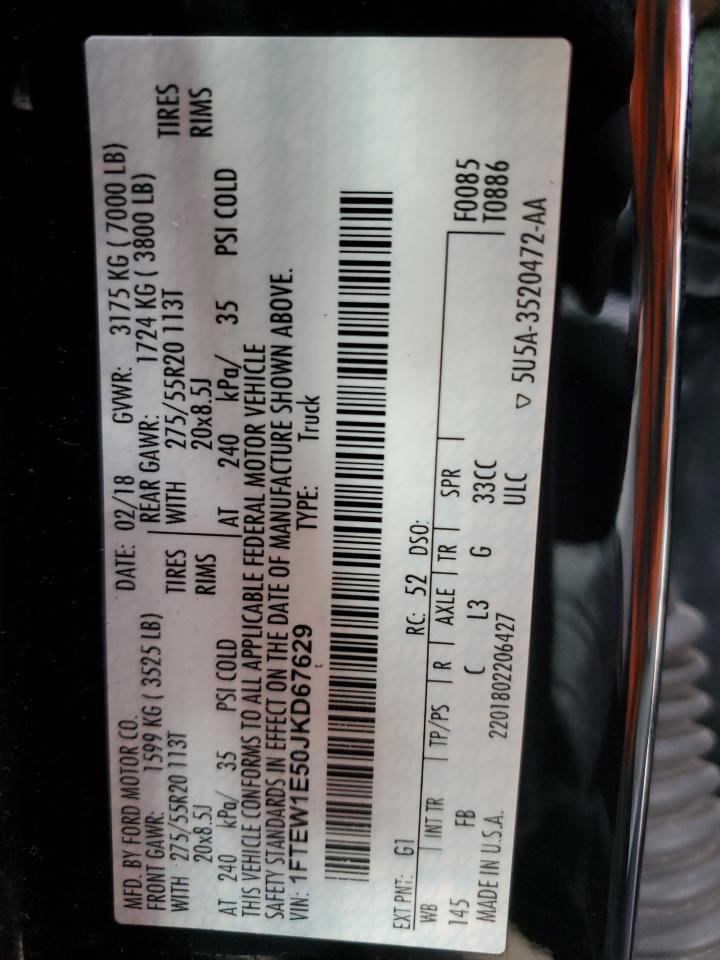 MFD. BY FORD MOTOR CO. DATE: 02/18 GVWR: 3175 KG ( 7000 LB)
FRONT GAWR: 1599 KG ( 3525 LB) REAR GAWR: 1724 KG ( 3800 LB)
WITH 275/55R20 113T TIRES WITH 275/55R20 113T TIRES
20x8.5J RIMS 20x8.5J RIMS
AT 240 kPa/ 35 PSI COLD AT 240 kPa/ 35 PSI COLD
THIS VEHICLE CONFORMS TO ALL APPLICABLE FEDERAL MOTOR VEHICLE
SAFETY STANDARDS IN EFFECT ON THE DATE OF MANUFACTURE SHOWN ABOVE.
VIN: 1FTEW1E50JKD67629 TYPE: Truck
EXT PNT: G1 RC: 52 DSO: F0085
WB INT TR TP/PS R AXLE TR SPR T0886
145 FB C L3 G 33CC
2201802206427 ULC
MADE IN U.S.A. ▽ 5U5A-3520472-AA